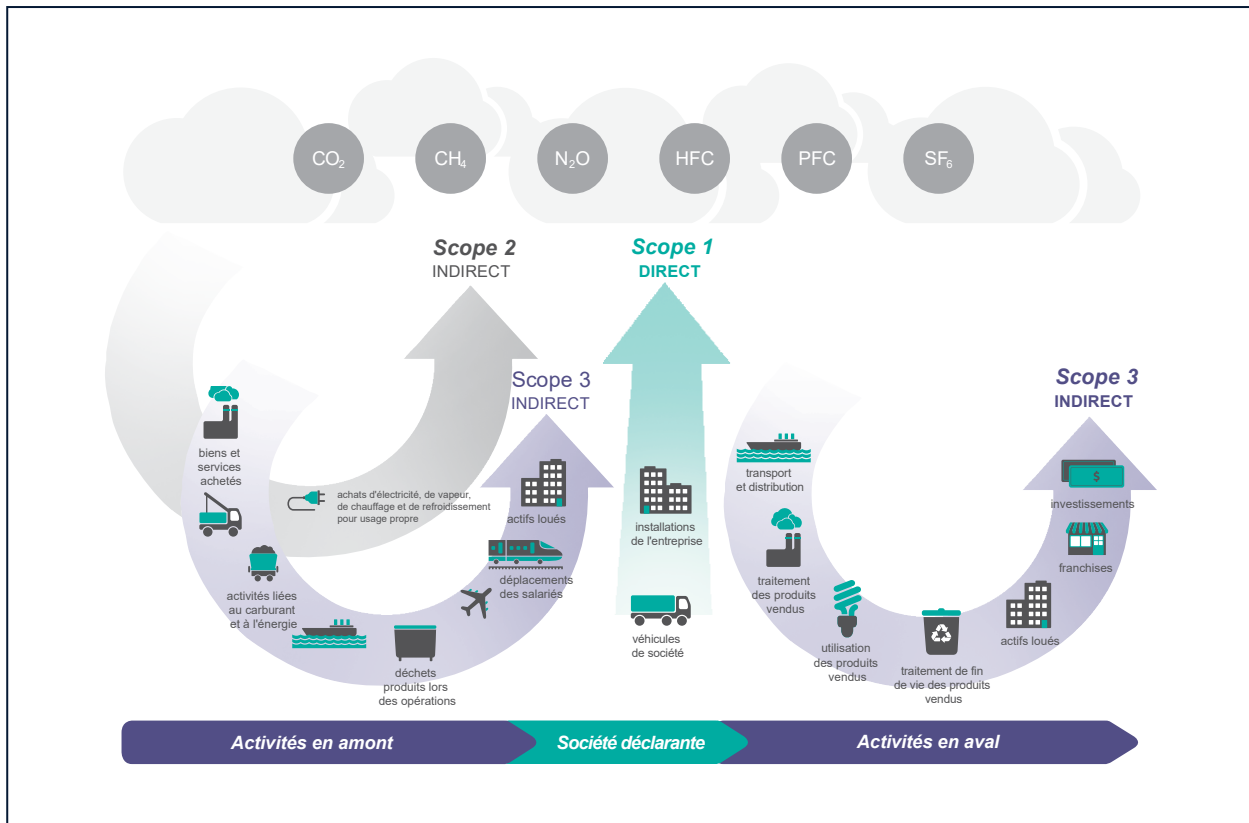 CO₂
CH₄
N₂O
HFC
PFC
SF₆
Scope 2
INDIRECT
Scope 1
DIRECT
Scope 3
INDIRECT
Scope 3
INDIRECT
biens et
services
achetés
achats d'électricité, de vapeur,
de chauffage et de refroidissement
pour usage propre
activités liées
au carburant
et à l'énergie
déchets
produits lors
des opérations
déplacements
des salariés
actifs loués
installations
de l'entreprise
véhicules
de société
transport
et distribution
traitement
des produits
vendus
utilisation
des produits
vendus
traitement de fin
de vie des produits
vendus
actifs loués
franchises
$
investissements
Activités en amont
Société déclarante
Activités en aval